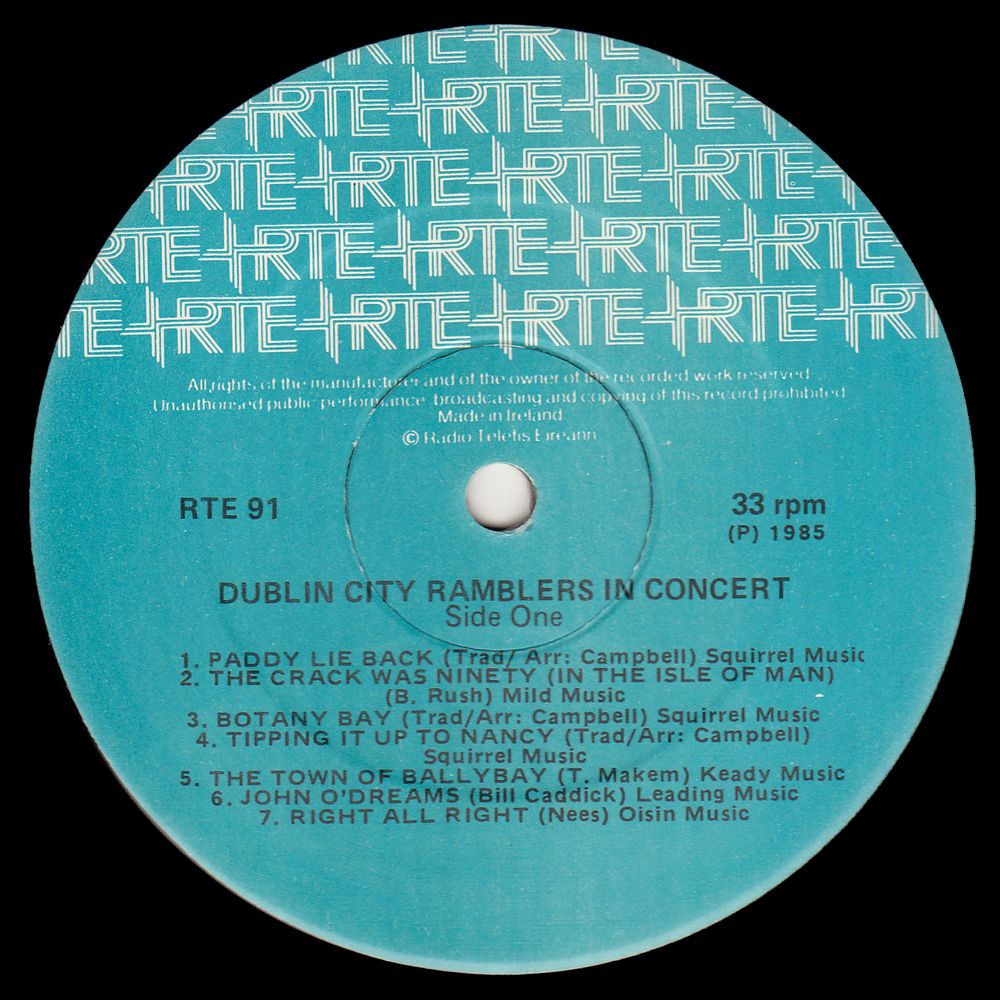 RTE RTE RTE
RTE RTE RTE RTE
RTE RTE RTE RTE
RTE RTE RTE RTE RTE
RTE RTE RTE RTE RTE RT
All rights of the manufacturer and of the owner of the recorded work reserved
Unauthorised public performance broadcasting and copying of this record prohibited
Made in Ireland
© Radio Telefis Eireann
RTE 91
33 rpm
(P) 1985
DUBLIN CITY RAMBLERS IN CONCERT
Side One
1. PADDY LIE BACK (Trad/ Arr: Campbell) Squirrel Music
2. THE CRACK WAS NINETY (IN THE ISLE OF MAN)
(B. Rush) Mild Music
3. BOTANY BAY (Trad/Arr: Campbell) Squirrel Music
4. TIPPING IT UP TO NANCY (Trad/Arr: Campbell)
Squirrel Music
5. THE TOWN OF BALLYBAY (T. Makem) Keady Music
6. JOHN O'DREAMS (Bill Caddick) Leading Music
7. RIGHT ALL RIGHT (Nees) Oisin Music